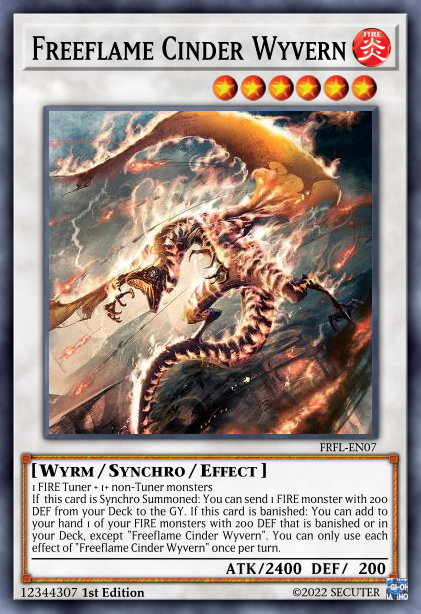 FREEFLAME CINDER WYVERN
FIRE
炎
FRFL-EN07
[WYRM / SYNCHRO / EFFECT]
1 FIRE Tuner + 1+ non-Tuner monsters
If this card is Synchro Summoned: You can send 1 FIRE monster with 200
DEF from your Deck to the GY. If this card is banished: You can add to
your hand 1 of your FIRE monsters with 200 DEF that is banished or in
your Deck, except "Freeflame Cinder Wyvern". You can only use each
effect of "Freeflame Cinder Wyvern" once per turn.
ATK/2400 DEF/ 200
12344307 1st Edition ©2022 SECUTER